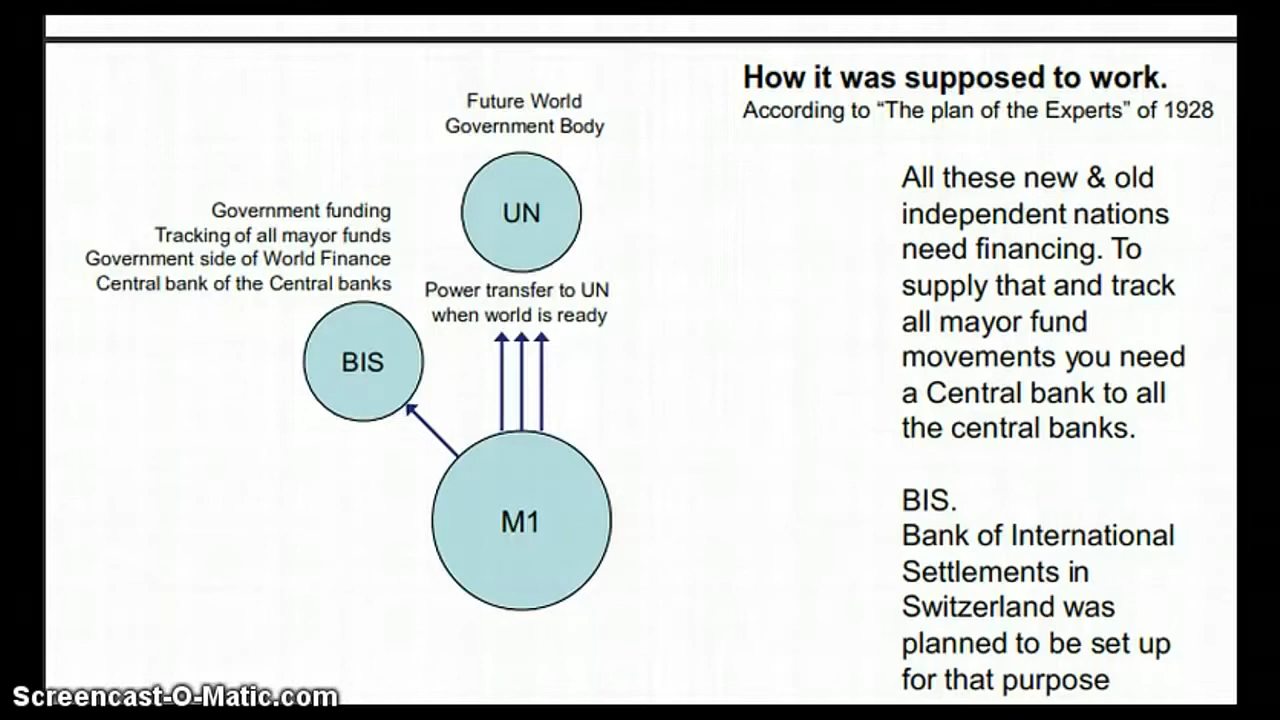 How it was supposed to work.
According to “The plan of the Experts” of 1928
Future World
Government Body
UN
Government funding
Tracking of all mayor funds
Government side of World Finance
Central bank of the Central banks
BIS
Power transfer to UN
when world is ready
M1
All these new & old
independent nations
need financing. To
supply that and track
all mayor fund
movements you need
a Central bank to all
the central banks.
BIS.
Bank of International
Settlements in
Switzerland was
planned to be set up
for that purpose
Screencast-O-Matic.com